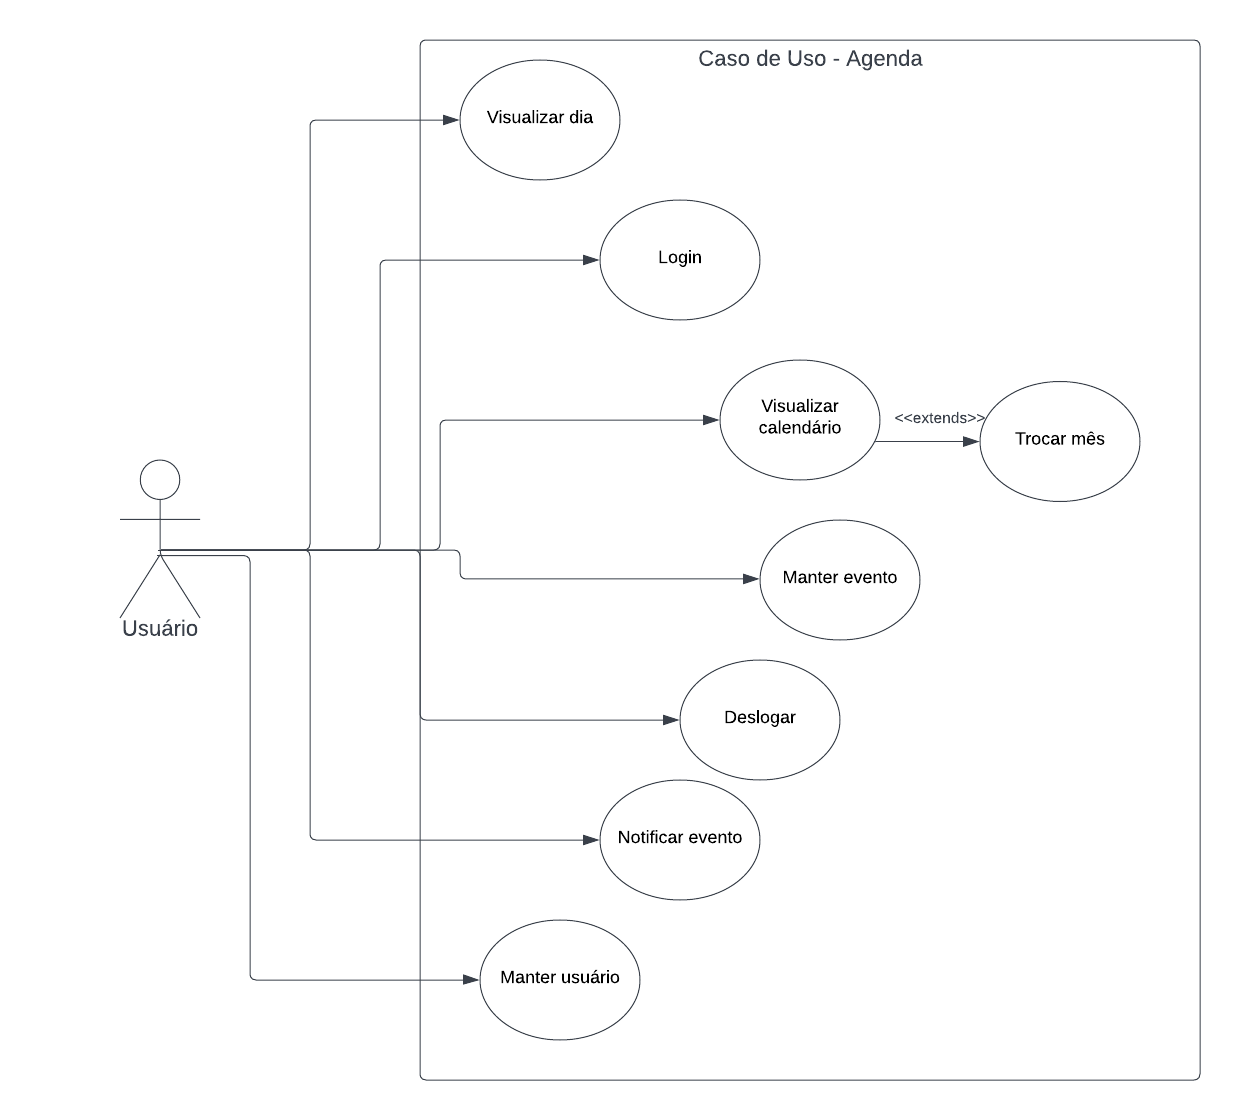 Caso de Uso - Agenda
Visualizar dia
Login
Visualizar
calendário
<<extends>>
Trocar mês
Manter evento
Usuário
Deslogar
Notificar evento
Manter usuário